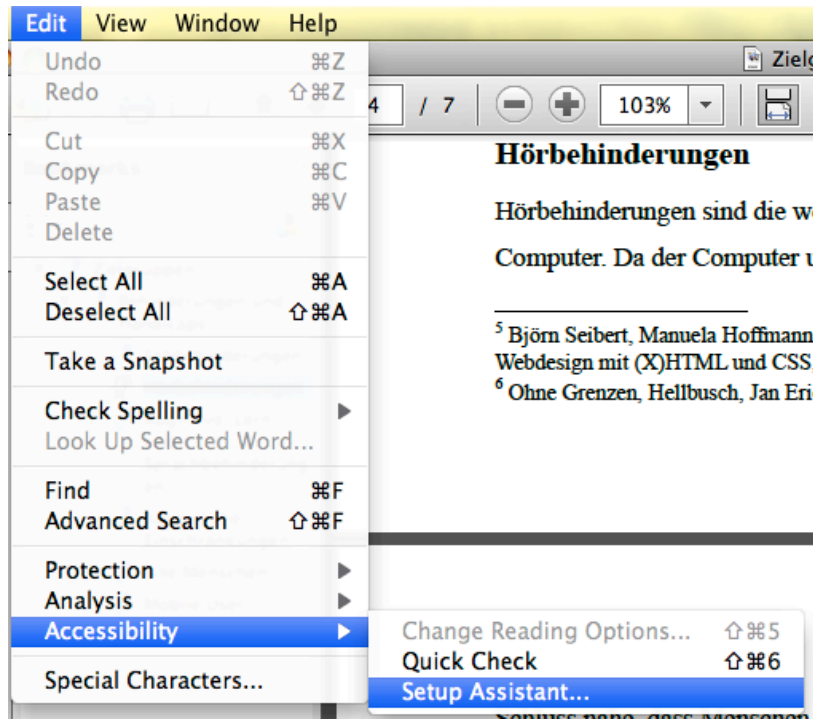 Edit View Window Help
Undo ⌘Z
Redo ⇧⌘Z
Cut ⌘X
Copy ⌘C
Paste ⌘V
Delete
Select All ⌘A
Deselect All ⇧⌘A
Take a Snapshot
Check Spelling ▶
Look Up Selected Word...
Find ⌘F
Advanced Search ⇧⌘F
Protection ▶
Analysis ▶
Accessibility ▶
Special Characters...
Change Reading Options... ⇧⌘5
Quick Check ⇧⌘6
Setup Assistant...
Zielg
4 / 7 103%
Hörbehinderungen
Hörbehinderungen sind die w
Computer. Da der Computer u
5 Björn Seibert, Manuela Hoffmann
Webdesign mit (X)HTML und CSS,
6 Ohne Grenzen, Hellbusch, Jan Eri